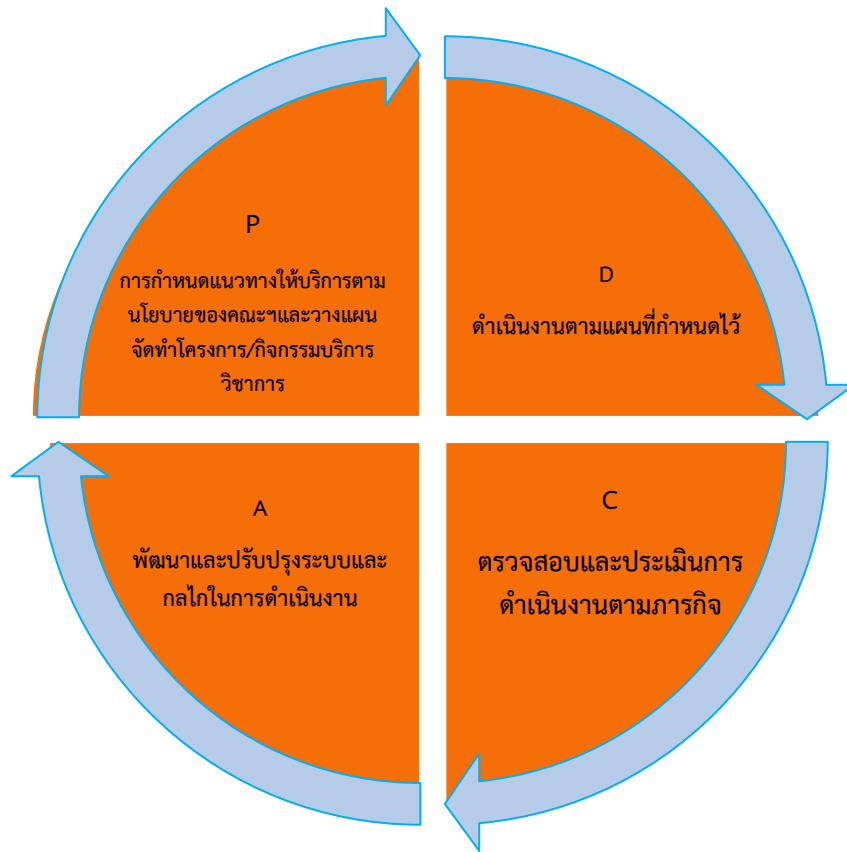 P
การกำหนดแนวทางให้บริการตาม
นโยบายของคณะฯและวางแผน
จัดทำโครงการ/กิจกรรมบริการ
วิชาการ
D
ดำเนินงานตามแผนที่กำหนดไว้
A
พัฒนาและปรับปรุงระบบและ
กลไกในการดำเนินงาน
C
ตรวจสอบและประเมินการ
ดำเนินงานตามภารกิจ